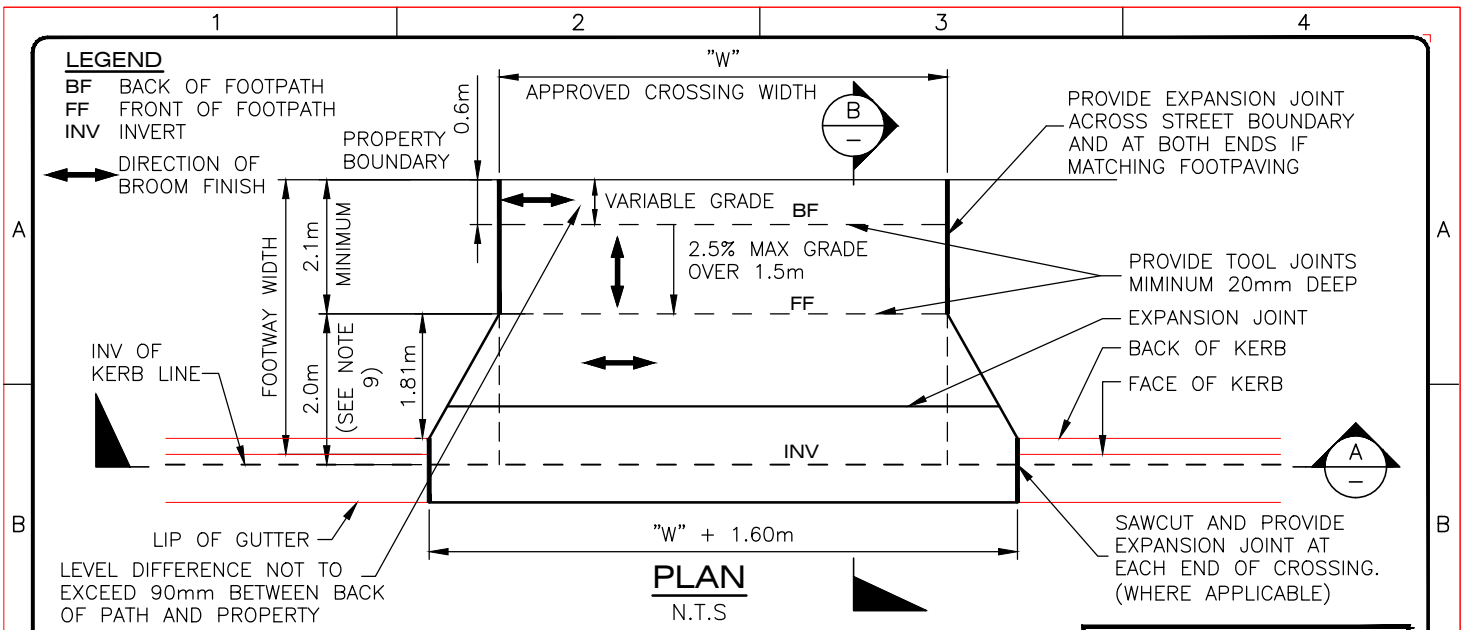 1 2 3 4
LEGEND
BF BACK OF FOOTPATH
FF FRONT OF FOOTPATH
INV INVERT
DIRECTION OF
BROOM FINISH
PROPERTY
BOUNDARY
0.6m
"W"
APPROVED CROSSING WIDTH
B
–
PROVIDE EXPANSION JOINT
ACROSS STREET BOUNDARY
AND AT BOTH ENDS IF
MATCHING FOOTPAVING
A
A
VARIABLE GRADE
BF
2.5% MAX GRADE
OVER 1.5m
FF
FOOTWAY WIDTH
2.1m
MINIMUM
2.0m
(SEE NOTE
9)
1.81m
PROVIDE TOOL JOINTS
MIMINUM 20mm DEEP
EXPANSION JOINT
BACK OF KERB
FACE OF KERB
INV OF
KERB LINE
INV
A
–
B
B
LIP OF GUTTER
"W" + 1.60m
LEVEL DIFFERENCE NOT TO
EXCEED 90mm BETWEEN BACK
OF PATH AND PROPERTY
PLAN
N.T.S
SAWCUT AND PROVIDE
EXPANSION JOINT AT
EACH END OF CROSSING.
(WHERE APPLICABLE)